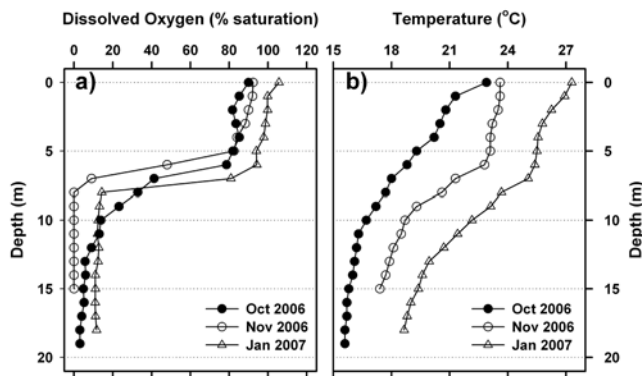 Dissolved Oxygen (% saturation)
0 20 40 60 80 100 120
Temperature (°C)
15 18 21 24 27
a)
b)
Depth (m)
0
5
10
15
20
Oct 2006
Nov 2006
Jan 2007
Oct 2006
Nov 2006
Jan 2007
0
5
10
15
20
Depth (m)